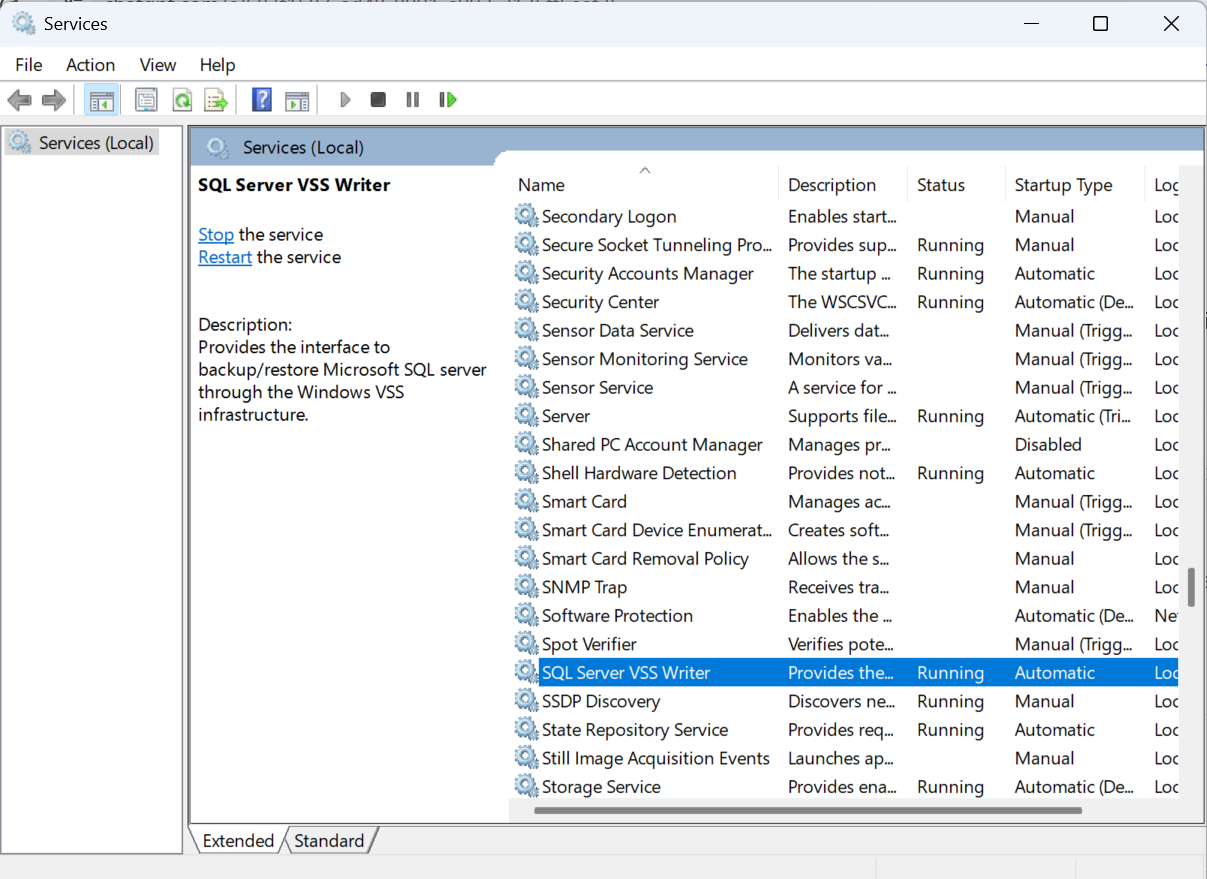 Services
File Action View Help
Services (Local)
Services (Local)
SQL Server VSS Writer
Stop the service
Restart the service
Description:
Provides the interface to
backup/restore Microsoft SQL server
through the Windows VSS
infrastructure.
Name Description Status Startup Type Log
Secondary Logon Enables start... Manual Loc
Secure Socket Tunneling Pro... Provides sup... Running Manual Loc
Security Accounts Manager The startup ... Running Automatic Loc
Security Center The WSCSVC... Running Automatic (De... Loc
Sensor Data Service Delivers dat... Manual (Trigg... Loc
Sensor Monitoring Service Monitors va... Manual (Trigg... Loc
Sensor Service A service for ... Manual (Trigg... Loc
Server Supports file... Running Automatic (Tri... Loc
Shared PC Account Manager Manages pr... Disabled Loc
Shell Hardware Detection Provides not... Running Automatic Loc
Smart Card Manages ac... Manual (Trigg... Loc
Smart Card Device Enumerat... Creates soft... Manual (Trigg... Loc
Smart Card Removal Policy Allows the s... Manual Loc
SNMP Trap Receives tra... Manual Loc
Software Protection Enables the ... Automatic (De... Ne
Spot Verifier Verifies pote... Manual (Trigg... Loc
SQL Server VSS Writer Provides the... Running Automatic Loc
SSDP Discovery Discovers ne... Running Manual Loc
State Repository Service Provides req... Running Automatic Loc
Still Image Acquisition Events Launches ap... Manual Loc
Storage Service Provides ena... Running Automatic (De... Loc
Extended Standard